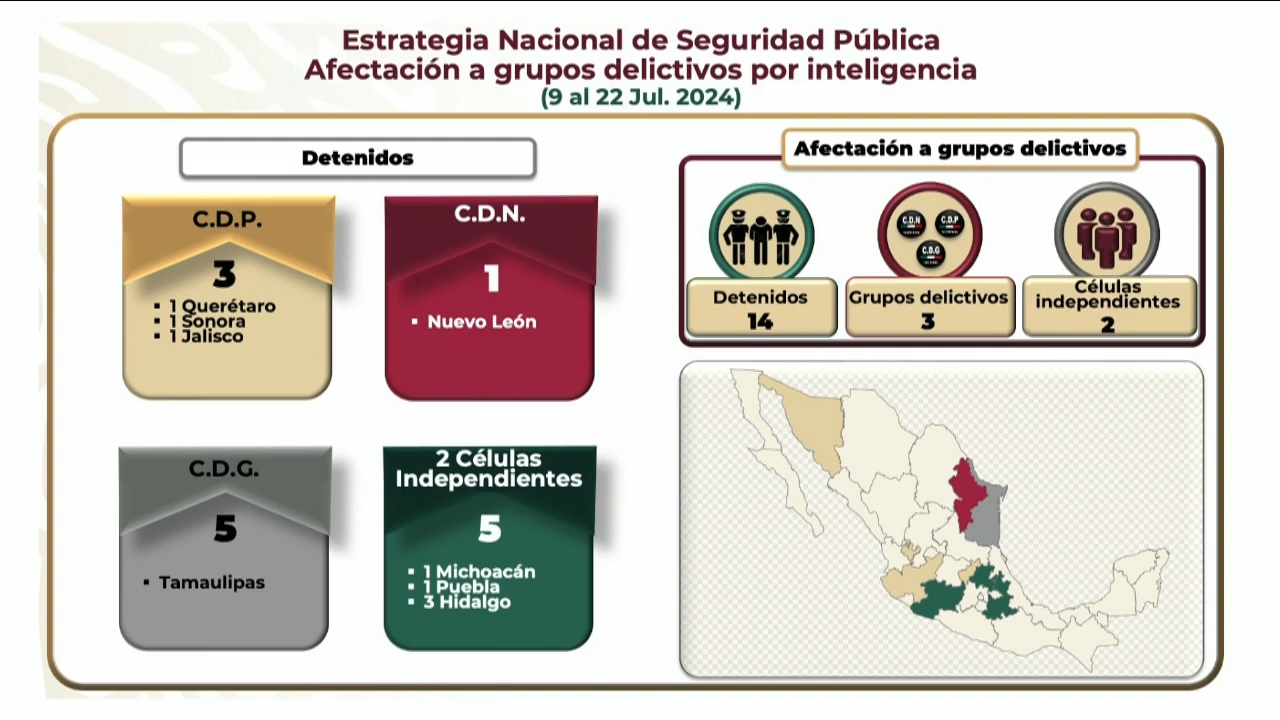 Estrategia Nacional de Seguridad Pública
Afectación a grupos delictivos por inteligencia
(9 al 22 Jul. 2024)
Detenidos
C.D.P.
3
▪ 1 Querétaro
▪ 1 Sonora
▪ 1 Jalisco
C.D.N.
1
▪ Nuevo León
C.D.G.
5
▪ Tamaulipas
2 Células
Independientes
5
▪ 1 Michoacán
▪ 1 Puebla
▪ 3 Hidalgo
Afectación a grupos delictivos
C.D.N
C.D.P
C.D.G
Detenidos
14
Grupos delictivos
3
Células
independientes
2